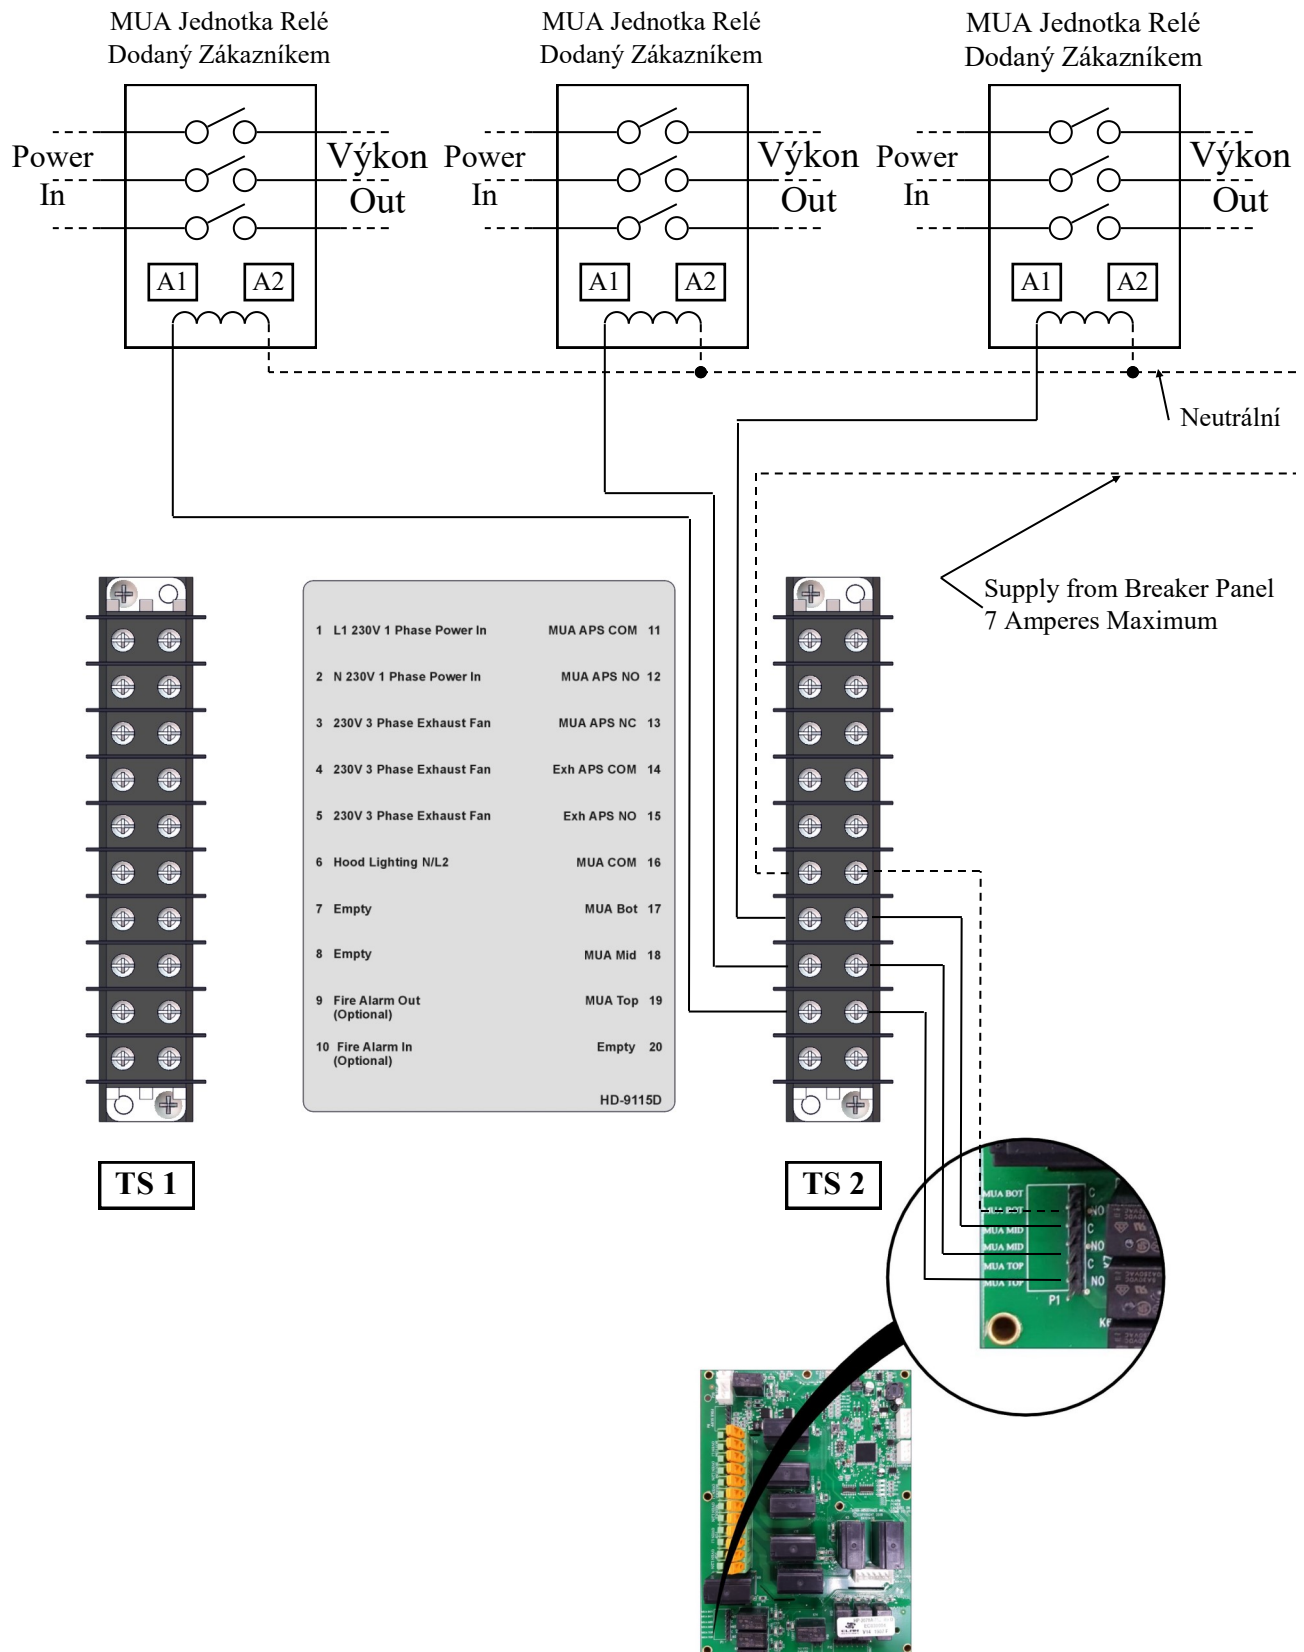 MUA Jednotka Relé
Dodaný Zákazníkem
MUA Jednotka Relé
Dodaný Zákazníkem
MUA Jednotka Relé
Dodaný Zákazníkem
Power
In
Výkon
Out
Power
In
Výkon
Out
Power
In
Výkon
Out
A1
A2
A1
A2
A1
A2
Neutrální
Supply from Breaker Panel
7 Amperes Maximum
1 L1 230V 1 Phase Power In
MUA APS COM 11
2 N 230V 1 Phase Power In
MUA APS NO 12
3 230V 3 Phase Exhaust Fan
MUA APS NC 13
4 230V 3 Phase Exhaust Fan
Exh APS COM 14
5 230V 3 Phase Exhaust Fan
Exh APS NO 15
6 Hood Lighting N/L2
MUA COM 16
7 Empty
MUA Bot 17
8 Empty
MUA Mid 18
9 Fire Alarm Out
(Optional)
MUA Top 19
10 Fire Alarm In
(Optional)
Empty 20
HD-9115D
TS 1
TS 2
MUA BOT
C
MUA BOT
NO
MUA MID
C
MUA MID
NO
MUA TOP
C
MUA TOP
NO
P1